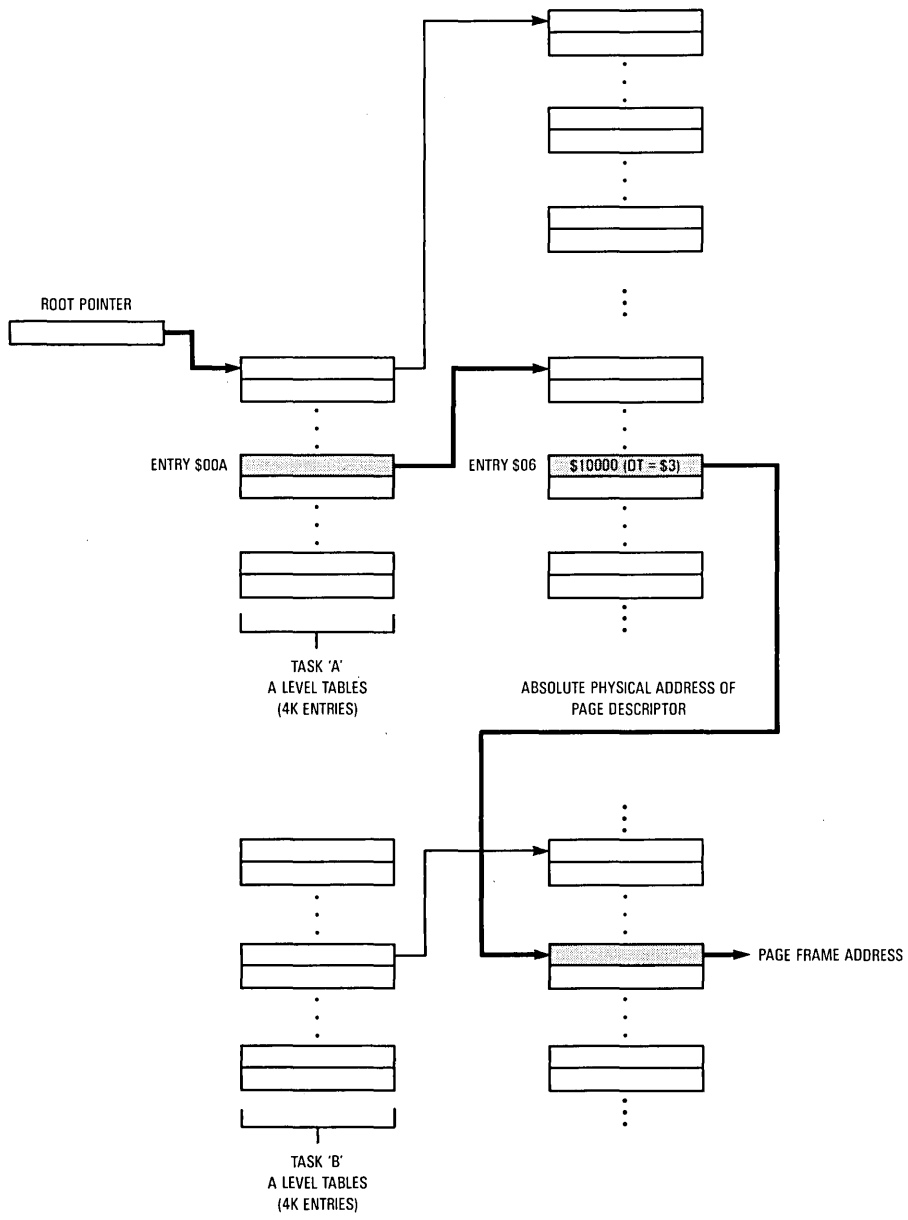 ROOT POINTER
ENTRY $00A
ENTRY $06
$10000 (DT = $3)
TASK 'A'
A LEVEL TABLES
(4K ENTRIES)
ABSOLUTE PHYSICAL ADDRESS OF
PAGE DESCRIPTOR
PAGE FRAME ADDRESS
TASK 'B'
A LEVEL TABLES
(4K ENTRIES)